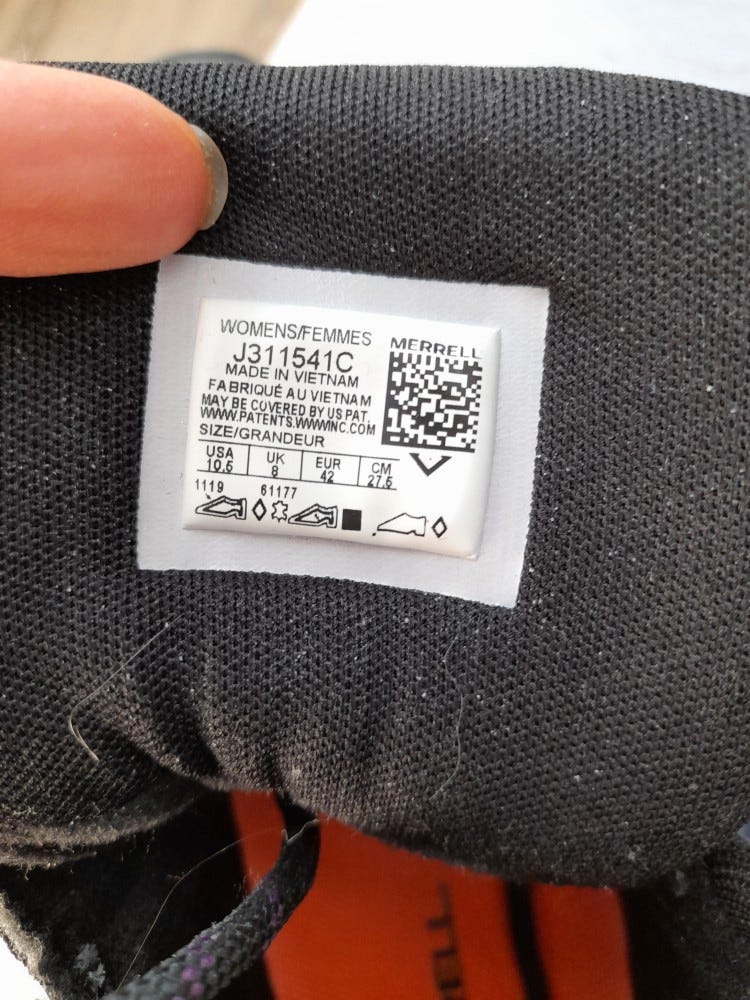 WOMENS/FEMMES
J311541C
MADE IN VIETNAM
FABRIQUÉ AU VIETNAM
MAY BE COVERED BY US PAT.
WWW.PATENTS.WWWINC.COM
SIZE/GRANDEUR
USA UK EUR CM
10.5 8 42 27.5
1119 61177
MERRELL